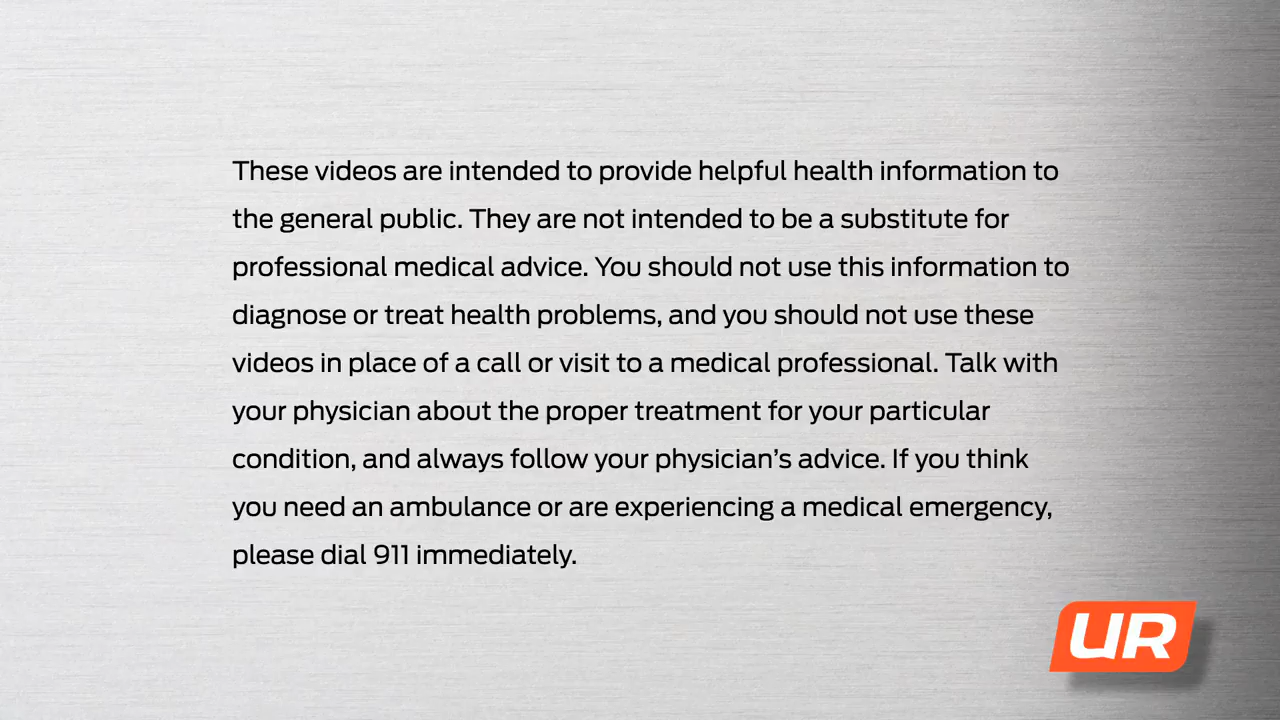 These videos are intended to provide helpful health information to
the general public. They are not intended to be a substitute for
professional medical advice. You should not use this information to
diagnose or treat health problems, and you should not use these
videos in place of a call or visit to a medical professional. Talk with
your physician about the proper treatment for your particular
condition, and always follow your physician’s advice. If you think
you need an ambulance or are experiencing a medical emergency,
please dial 911 immediately.
UR